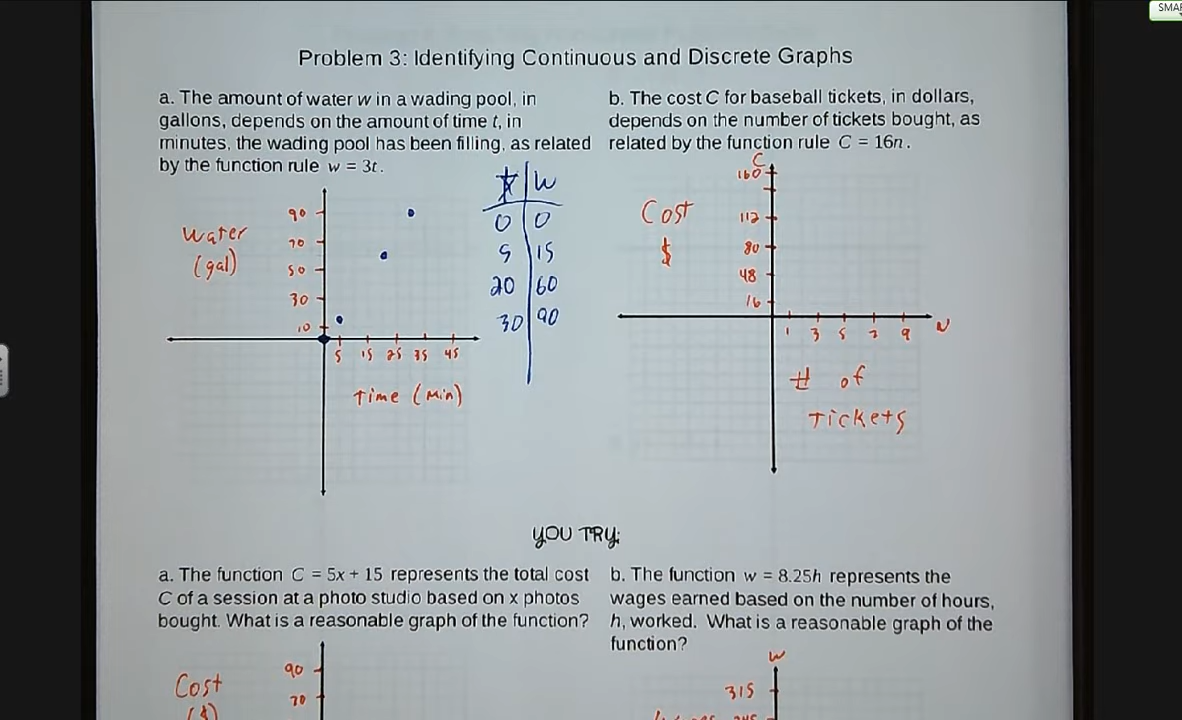 SMAR
Problem 3: Identifying Continuous and Discrete Graphs
a. The amount of water w in a wading pool, in
gallons, depends on the amount of time t, in
minutes, the wading pool has been filling, as related
by the function rule w = 3t.
t w
0 0
5 15
20 60
30 90
Water
(gal)
90
70
50
30
10
5 15 25 35 45
Time (Min)
b. The cost C for baseball tickets, in dollars,
depends on the number of tickets bought, as
related by the function rule C = 16n.
C
160
112
80
48
16
Cost
$
1 3 5 7 9 N
# of
Tickets
YOU TRY:
a. The function C = 5x + 15 represents the total cost
C of a session at a photo studio based on x photos
bought. What is a reasonable graph of the function?
Cost
($)
90
70
b. The function w = 8.25h represents the
wages earned based on the number of hours,
h, worked. What is a reasonable graph of the
function?
w
315